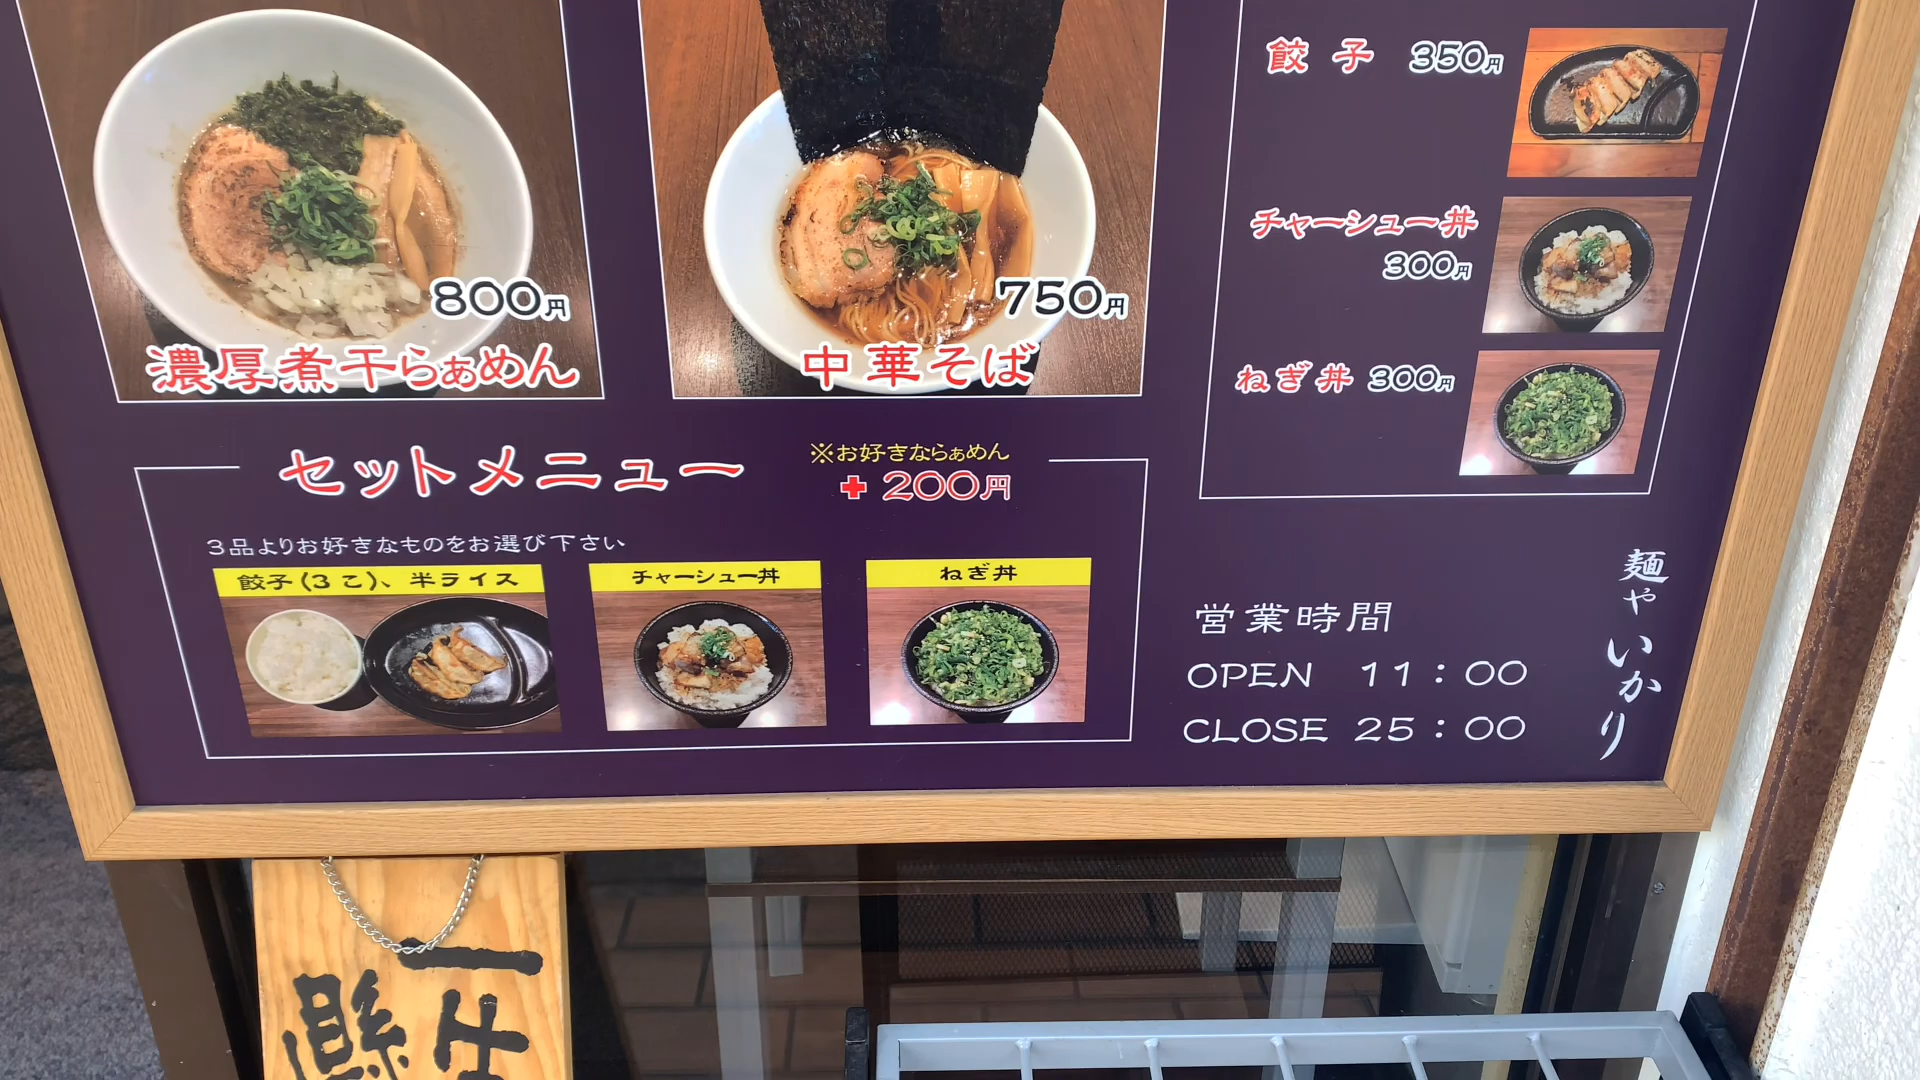 800円
濃厚煮干らぁめん
750円
中華そば
餃子 350円
チャーシュー丼
300円
ねぎ丼 300円
セットメニュー
※お好きならぁめん
+ 200円
3品よりお好きなものをお選び下さい
餃子(3こ)、半ライス
チャーシュー丼
ねぎ丼
営業時間
OPEN 11:00
CLOSE 25:00
麺や いかり
一
懸